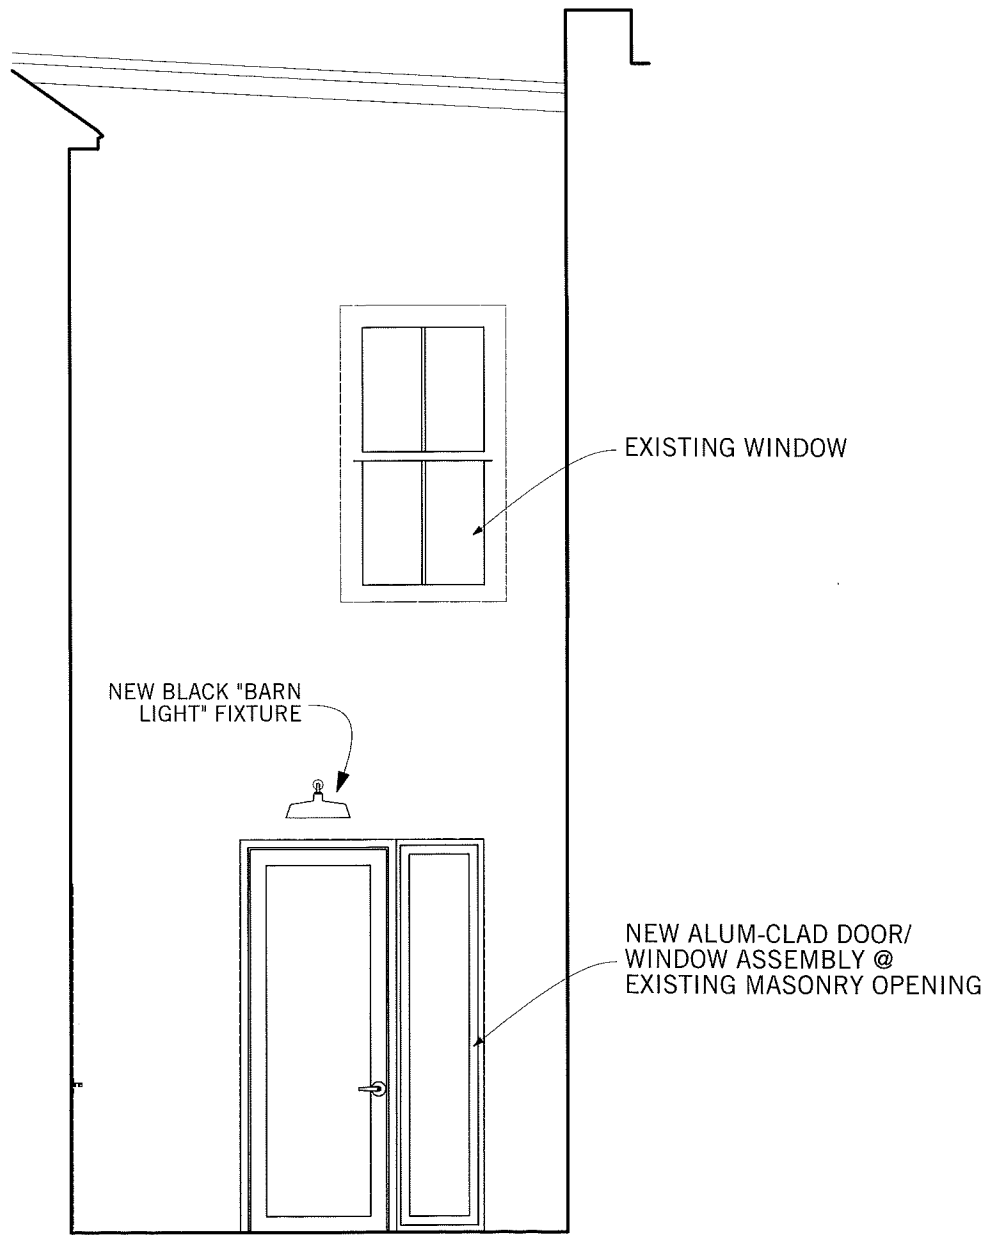 EXISTING WINDOW
NEW BLACK "BARN
LIGHT" FIXTURE
NEW ALUM-CLAD DOOR/
WINDOW ASSEMBLY @
EXISTING MASONRY OPENING